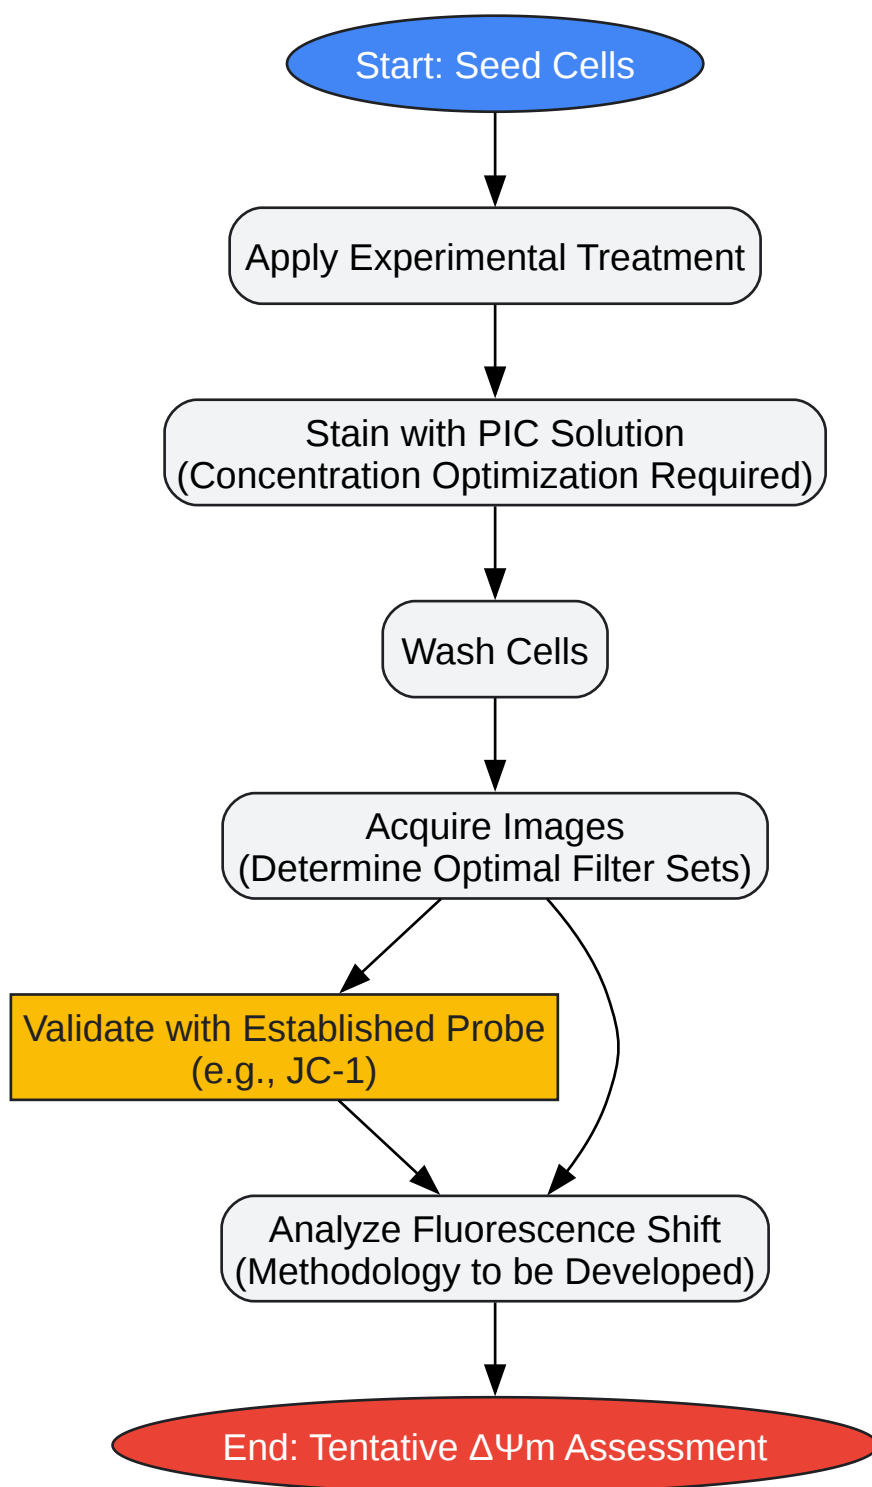 Start: Seed Cells
Apply Experimental Treatment
Stain with PIC Solution
(Concentration Optimization Required)
Wash Cells
Acquire Images
(Determine Optimal Filter Sets)
Validate with Established Probe
(e.g., JC-1)
Analyze Fluorescence Shift
(Methodology to be Developed)
End: Tentative ΔΨm Assessment